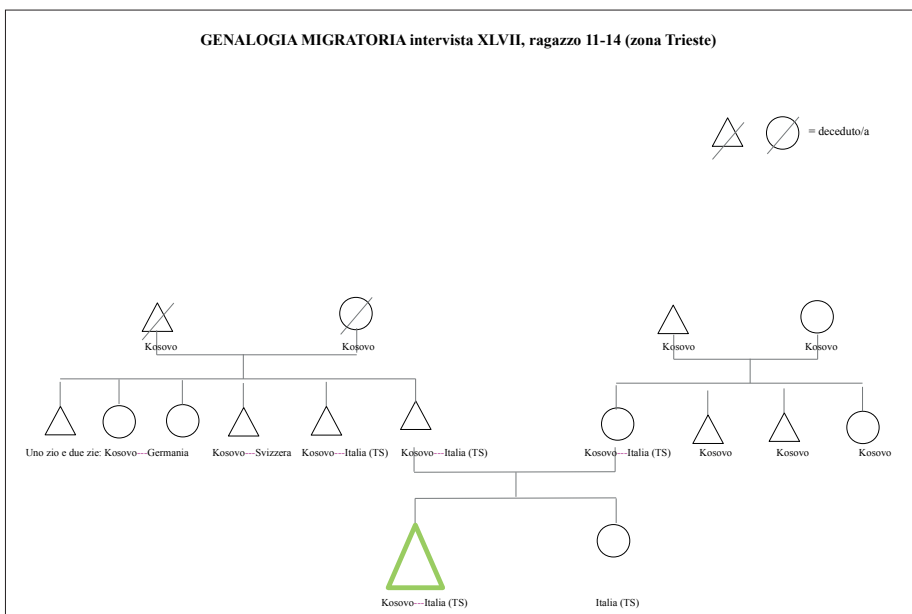 GENALOGIA MIGRATORIA intervista XLVII, ragazzo 11-14 (zona Trieste)
= deceduto/a
Kosovo
Kosovo
Kosovo
Kosovo
Uno zio e due zie: Kosovo---Germania
Kosovo---Svizzera
Kosovo---Italia (TS)
Kosovo---Italia (TS)
Kosovo---Italia (TS)
Kosovo
Kosovo
Kosovo
Kosovo---Italia (TS)
Italia (TS)